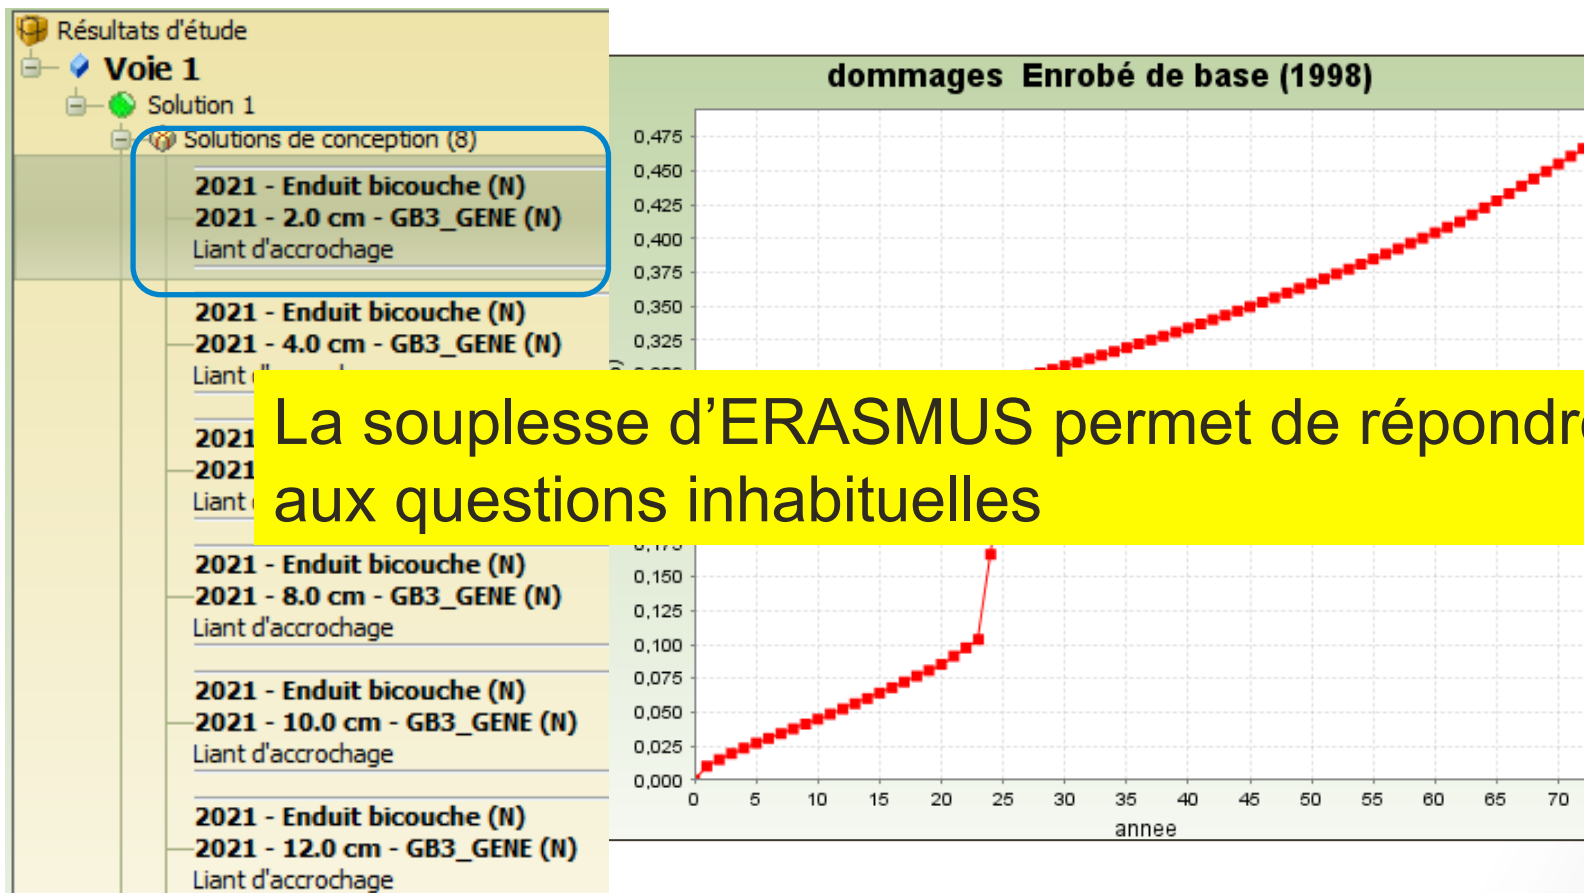 Résultats d'étude
Voie 1
Solution 1
Solutions de conception (8)
2021 - Enduit bicouche (N)
2021 - 2.0 cm - GB3_GENE (N)
Liant d'accrochage
2021 - Enduit bicouche (N)
2021 - 4.0 cm - GB3_GENE (N)
Liant
2021
2021
Liant
2021 - Enduit bicouche (N)
2021 - 8.0 cm - GB3_GENE (N)
Liant d'accrochage
2021 - Enduit bicouche (N)
2021 - 10.0 cm - GB3_GENE (N)
Liant d'accrochage
2021 - Enduit bicouche (N)
2021 - 12.0 cm - GB3_GENE (N)
Liant d'accrochage
dommages Enrobé de base (1998)
0,475
0,450
0,425
0,400
0,375
0,350
0,325
La souplesse d’ERASMUS permet de répondre
aux questions inhabituelles
0,150
0,125
0,100
0,075
0,050
0,025
0,000
0 5 10 15 20 25 30 35 40 45 50 55 60 65 70
annee